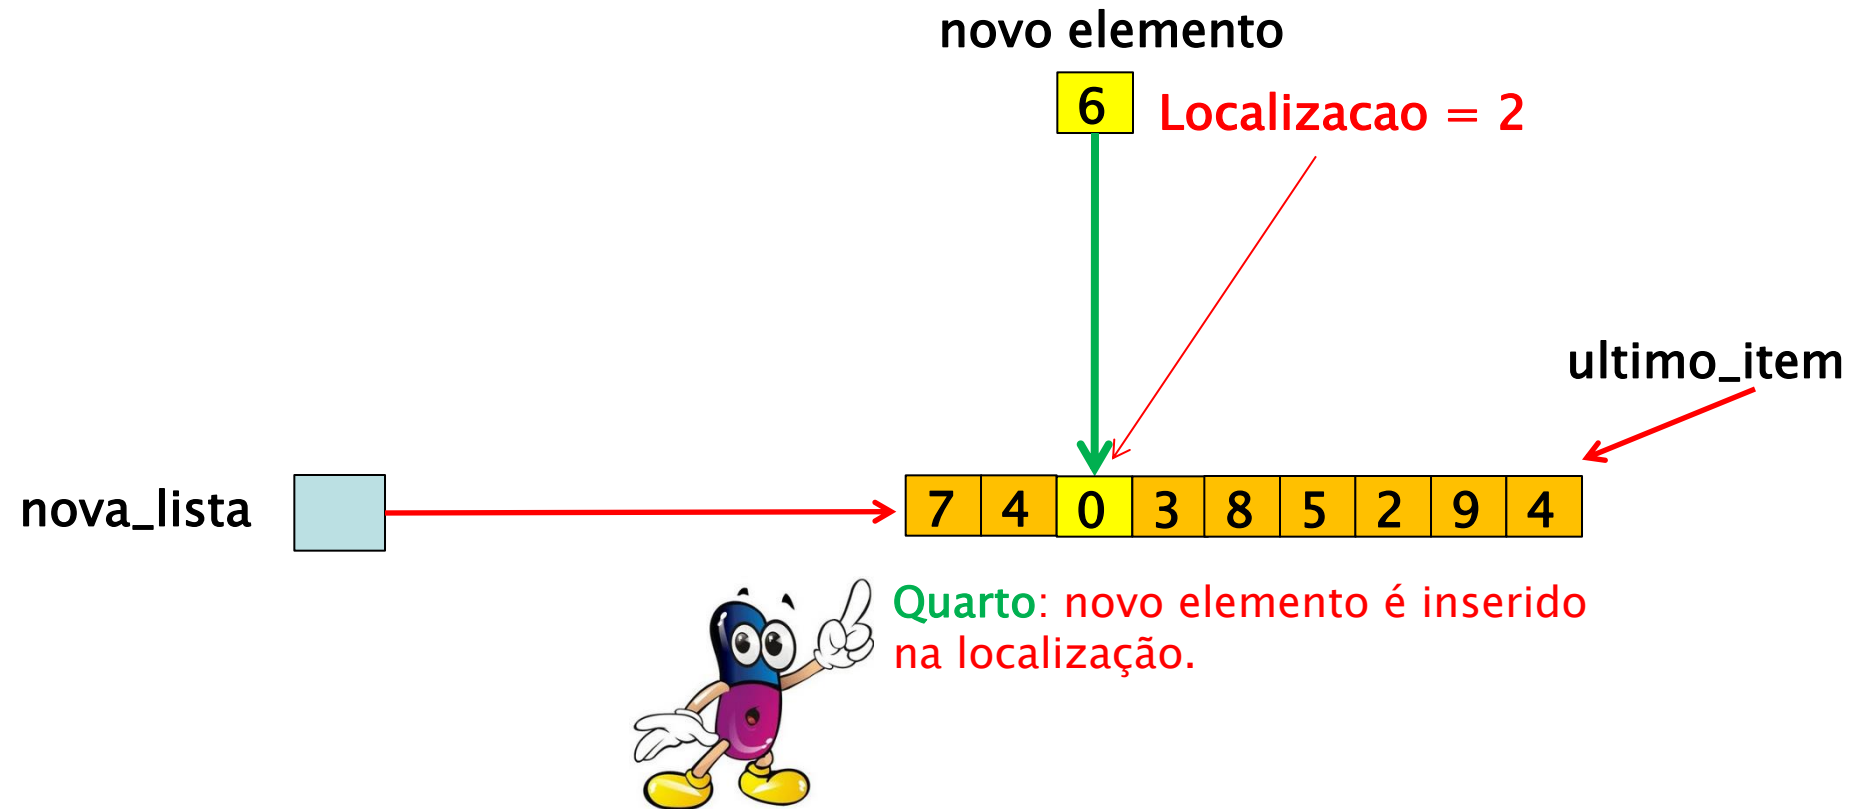 novo elemento
6
Localizacao = 2
ultimo_item
nova_lista
7 4 0 3 8 5 2 9 4
Quarto: novo elemento é inserido
na localização.